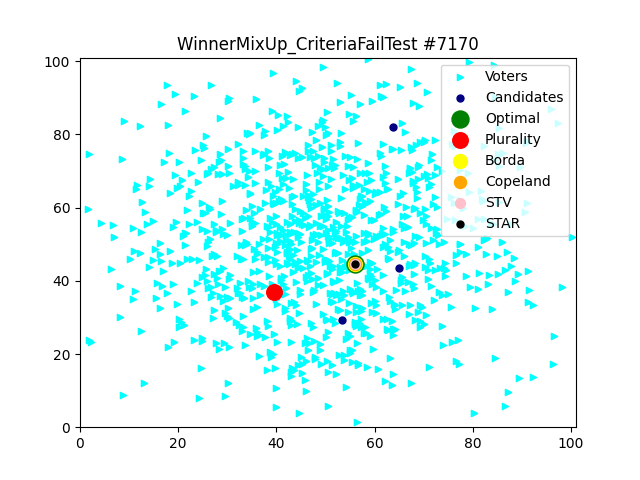 WinnerMixUp_CriteriaFailTest #7170
100
80
60
40
20
0
0
20
40
60
80
100
Voters
Candidates
Optimal
Plurality
Borda
Copeland
STV
STAR